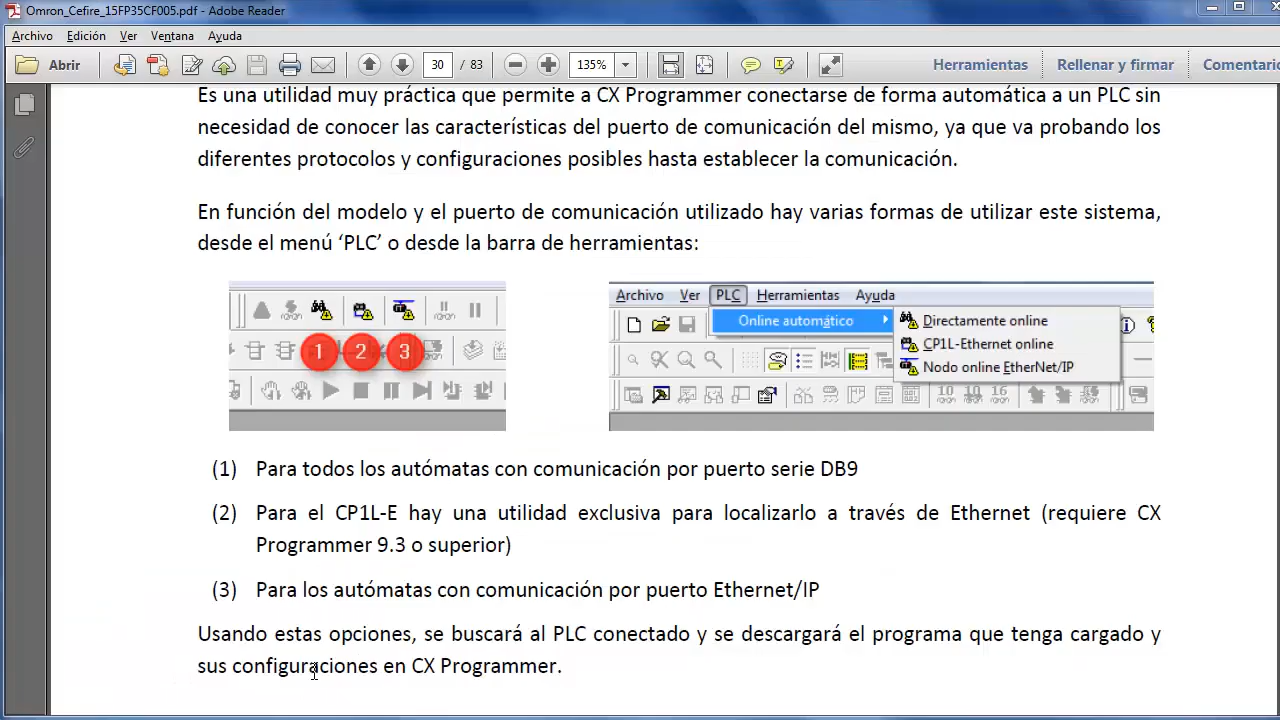 Omron_Cefire_15FP35CF005.pdf - Adobe Reader
Archivo Edición Ver Ventana Ayuda
Abrir 30 / 83 135% Herramientas Rellenar y firmar Comentario
Es una utilidad muy práctica que permite a CX Programmer conectarse de forma automática a un PLC sin
necesidad de conocer las características del puerto de comunicación del mismo, ya que va probando los
diferentes protocolos y configuraciones posibles hasta establecer la comunicación.
En función del modelo y el puerto de comunicación utilizado hay varias formas de utilizar este sistema,
desde el menú ‘PLC’ o desde la barra de herramientas:
1 2 3
Archivo Ver PLC Herramientas Ayuda
Online automático
Directamente online
CP1L-Ethernet online
Nodo online EtherNet/IP
10 10 16
(1) Para todos los autómatas con comunicación por puerto serie DB9
(2) Para el CP1L-E hay una utilidad exclusiva para localizarlo a través de Ethernet (requiere CX
Programmer 9.3 o superior)
(3) Para los autómatas con comunicación por puerto Ethernet/IP
Usando estas opciones, se buscará al PLC conectado y se descargará el programa que tenga cargado y
sus configuraciones en CX Programmer.